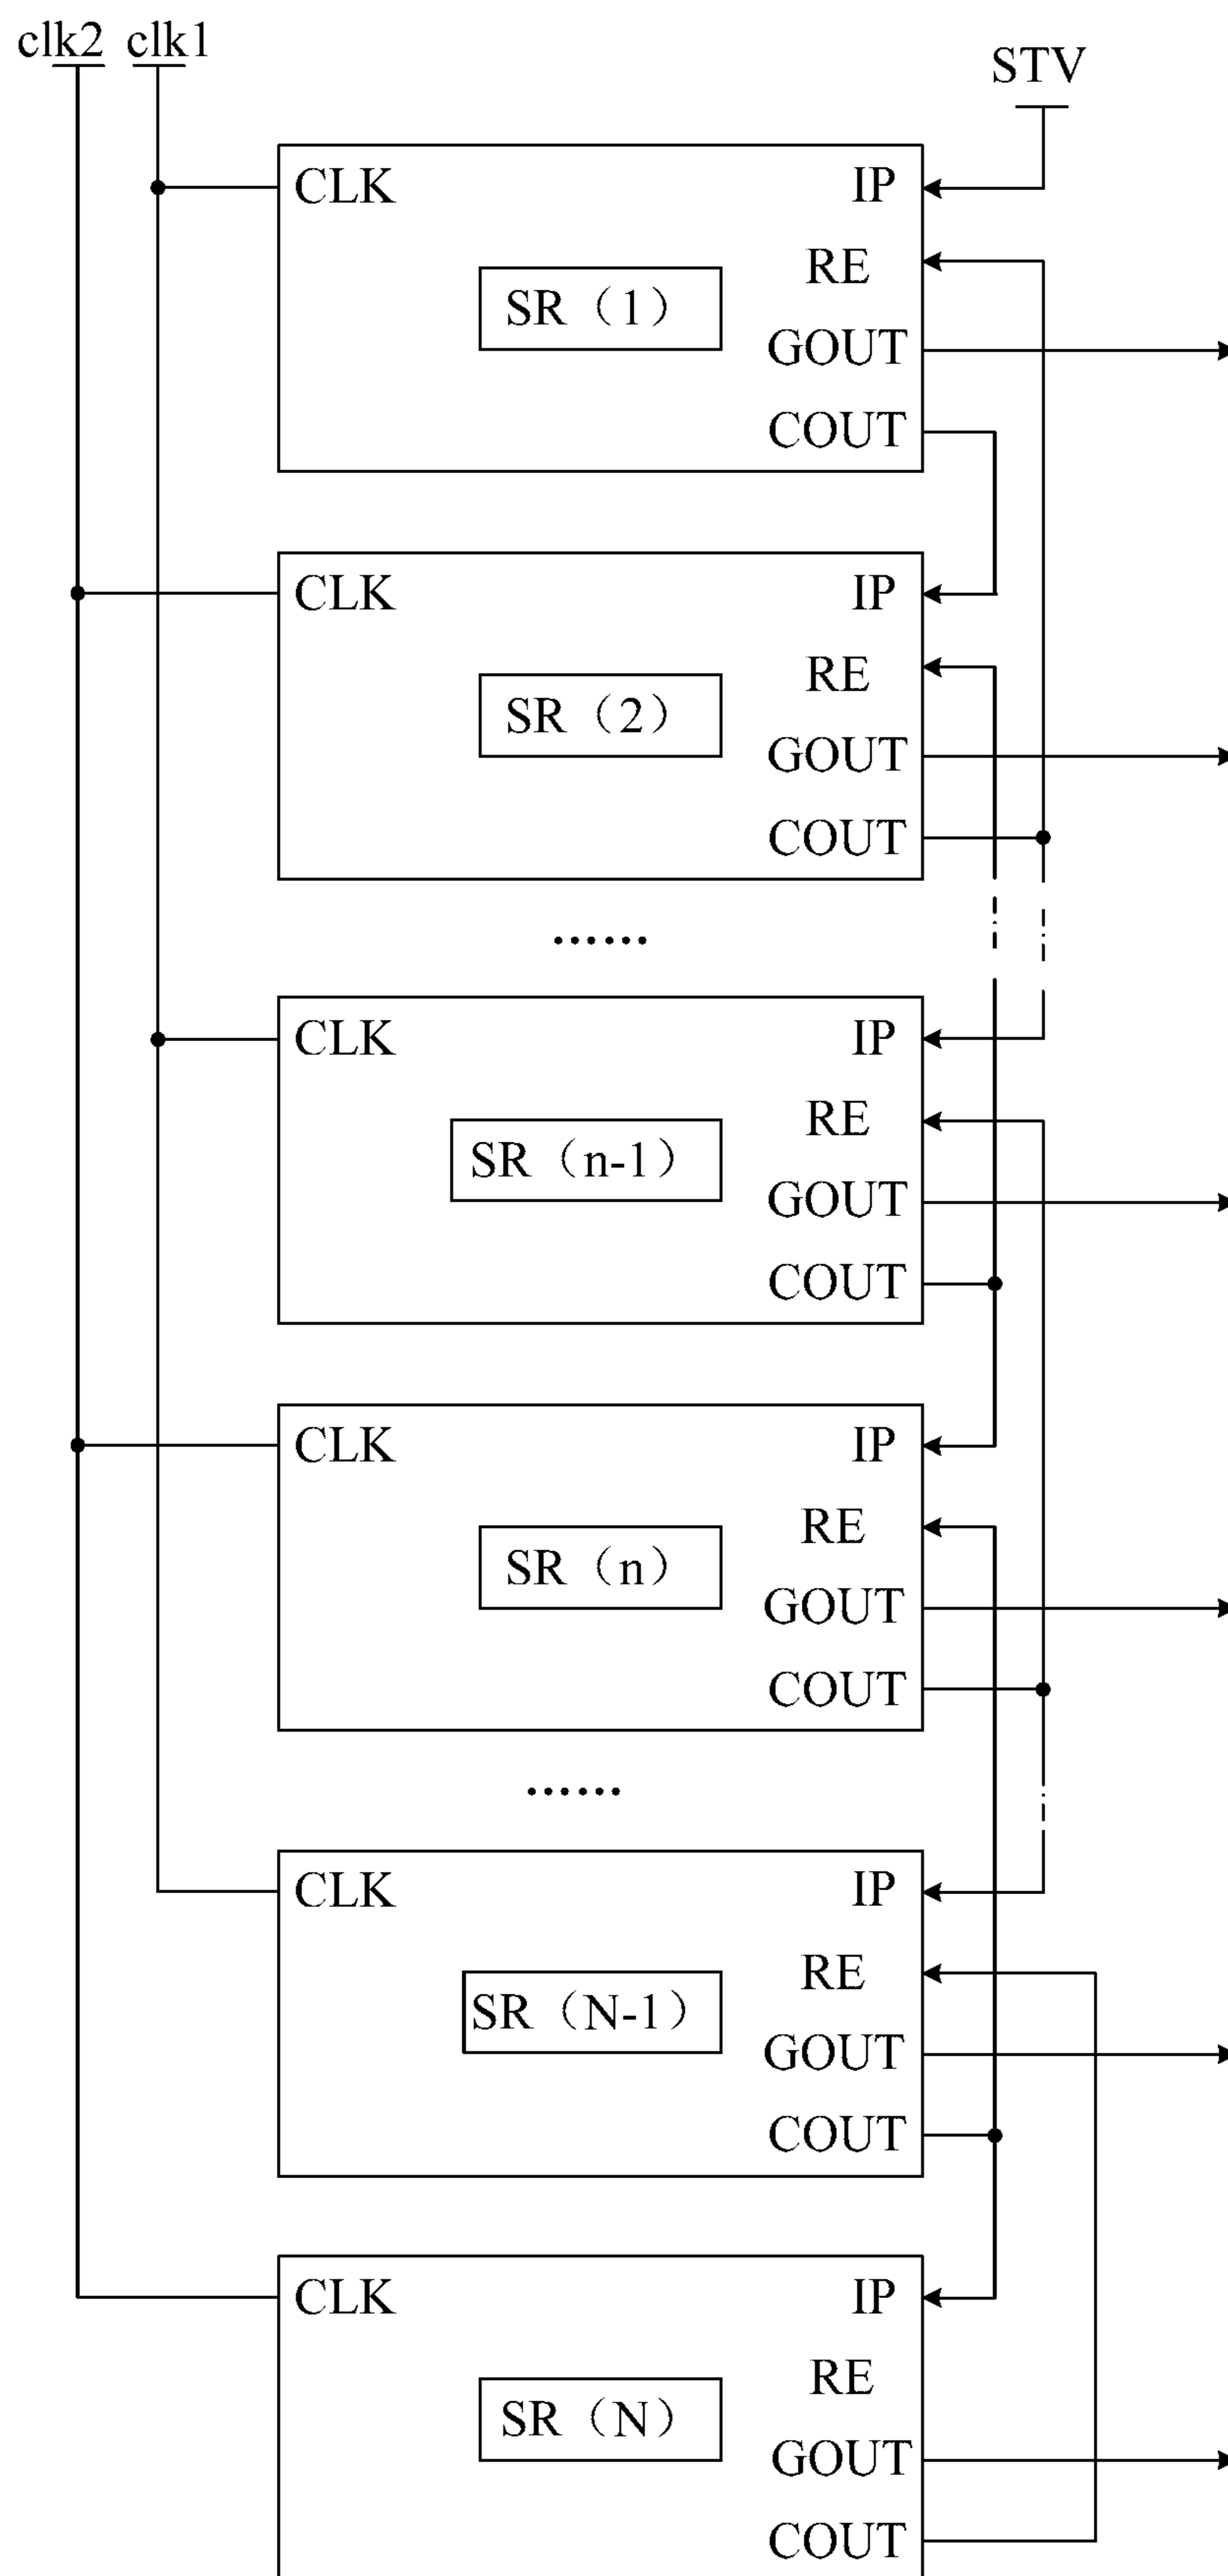 clk2 clk1
STV
CLK IP
RE
SR（1）
GOUT
COUT
CLK IP
RE
SR（2）
GOUT
COUT
……
CLK IP
RE
SR（n-1）
GOUT
COUT
CLK IP
RE
SR（n）
GOUT
COUT
……
CLK IP
RE
SR（N-1）
GOUT
COUT
CLK IP
RE
SR（N）
GOUT
COUT